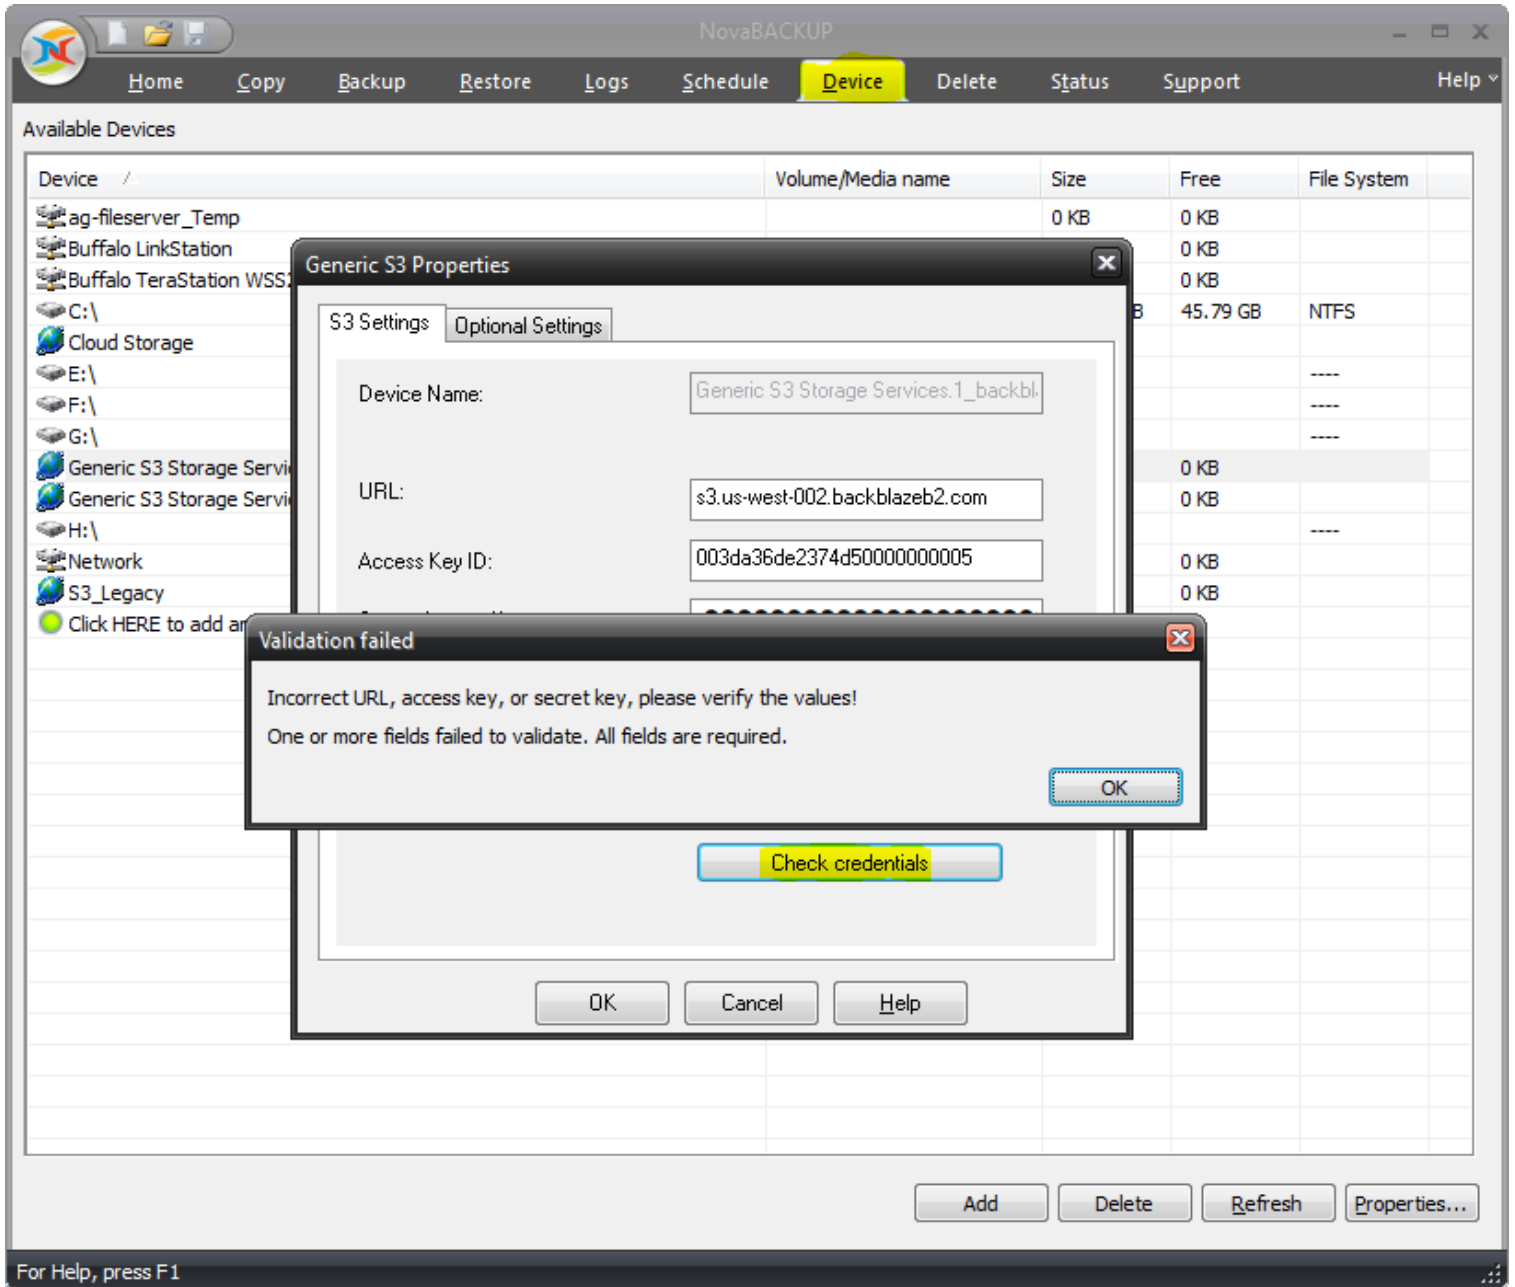 NovaBACKUP
Home Copy Backup Restore Logs Schedule Device Delete Status Support Help
Available Devices
Device Volume/Media name Size Free File System
ag-fileserver_Temp 0 KB 0 KB
Buffalo LinkStation 0 KB
Buffalo TeraStation 0 KB
C:\ 45.79 GB NTFS
Cloud Storage
E:\ ----
F:\ ----
G:\ ----
Generic S3 Storage 0 KB
Generic S3 Storage 0 KB
H:\ ----
Network 0 KB
S3_Legacy 0 KB
Click HERE to add
Generic S3 Properties
S3 Settings Optional Settings
Device Name: Generic S3 Storage Services.1_backbl
URL: s3.us-west-002.backblazeb2.com
Access Key ID: 003da36de2374d50000000005
Validation failed
Incorrect URL, access key, or secret key, please verify the values!
One or more fields failed to validate. All fields are required.
OK
Check credentials
OK Cancel Help
Add Delete Refresh Properties...
For Help, press F1